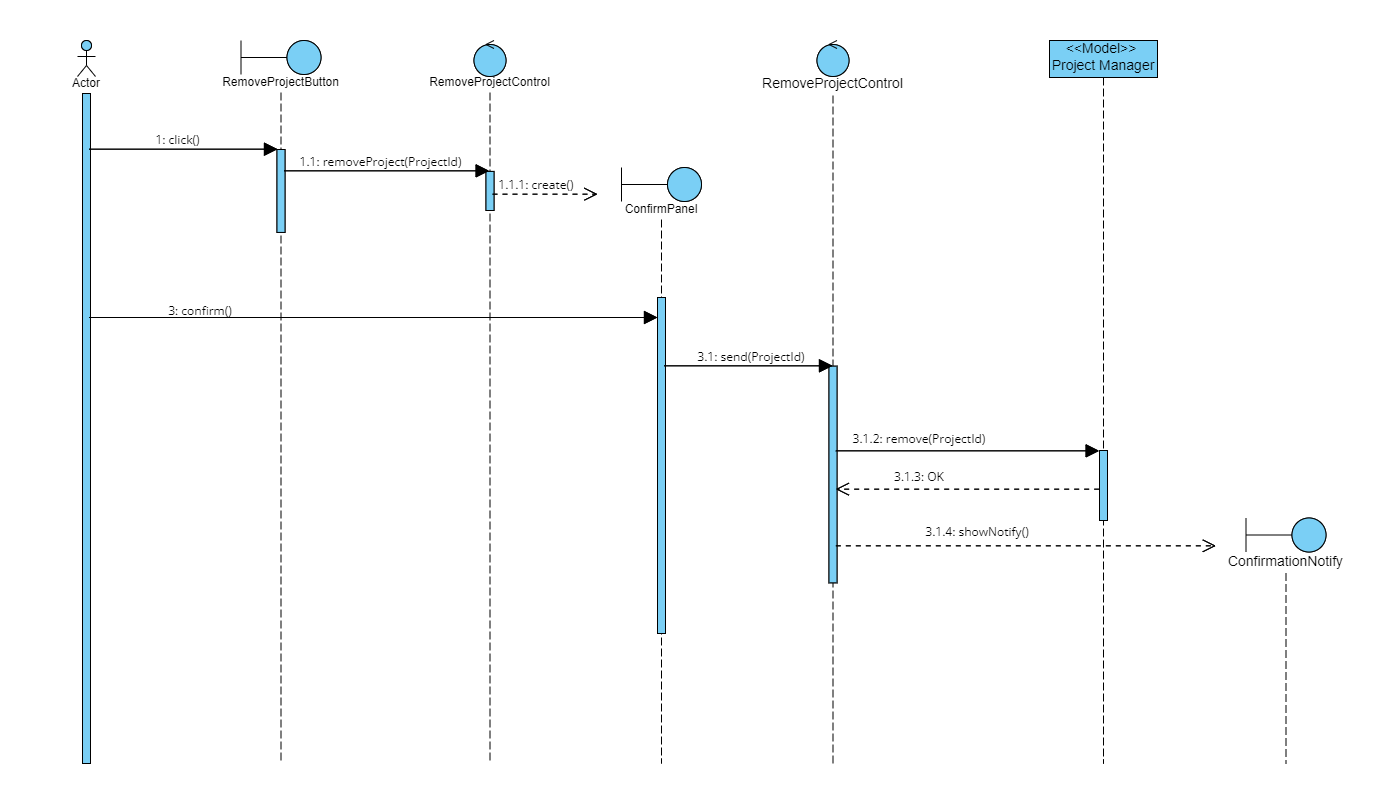 <<Model>>
Project Manager
Actor
RemoveProjectButton
RemoveProjectControl
RemoveProjectControl
1: click()
1.1: removeProject(ProjectId)
1.1.1: create()
ConfirmPanel
3: confirm()
3.1: send(ProjectId)
3.1.2: remove(ProjectId)
3.1.3: OK
3.1.4: showNotify()
ConfirmationNotify